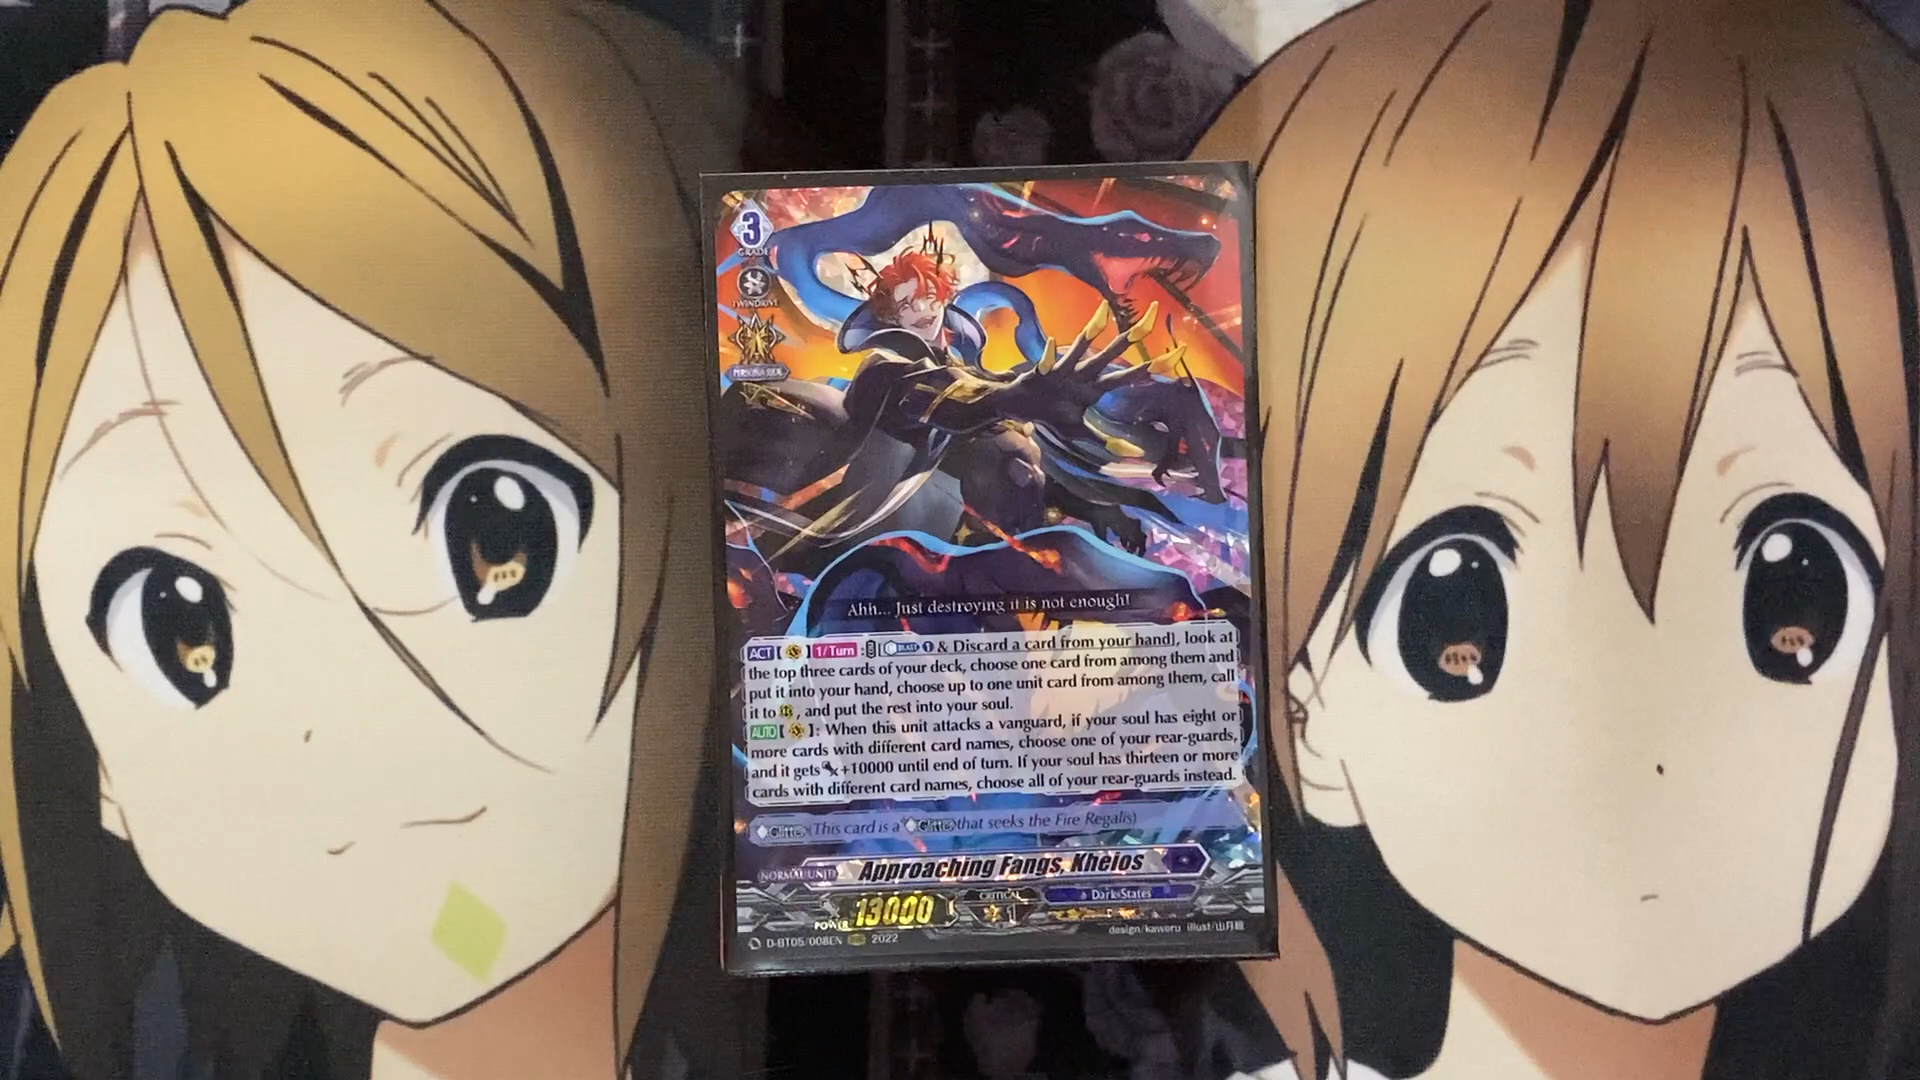 3
GRADE
TWINDRIVE
PERSONA RIDE
Ahh... Just destroying it is not enough!
ACT [ ] 1/Turn : [ BLAST 1 & Discard a card from your hand], look at
the top three cards of your deck, choose one card from among them and
put it into your hand, choose up to one unit card from among them, call
it to , and put the rest into your soul.
AUTO [ ]: When this unit attacks a vanguard, if your soul has eight or
more cards with different card names, choose one of your rear-guards,
and it gets +10000 until end of turn. If your soul has thirteen or more
cards with different card names, choose all of your rear-guards instead.
Glitter (This card is a Glitter that seeks the Fire Regalis)
NORMAL UNIT Approaching Fangs, Kheios
POWER 13000 CRITICAL 1 Dark States
D-BT05/008EN RRR 2022 design/kaworu illust/山月総